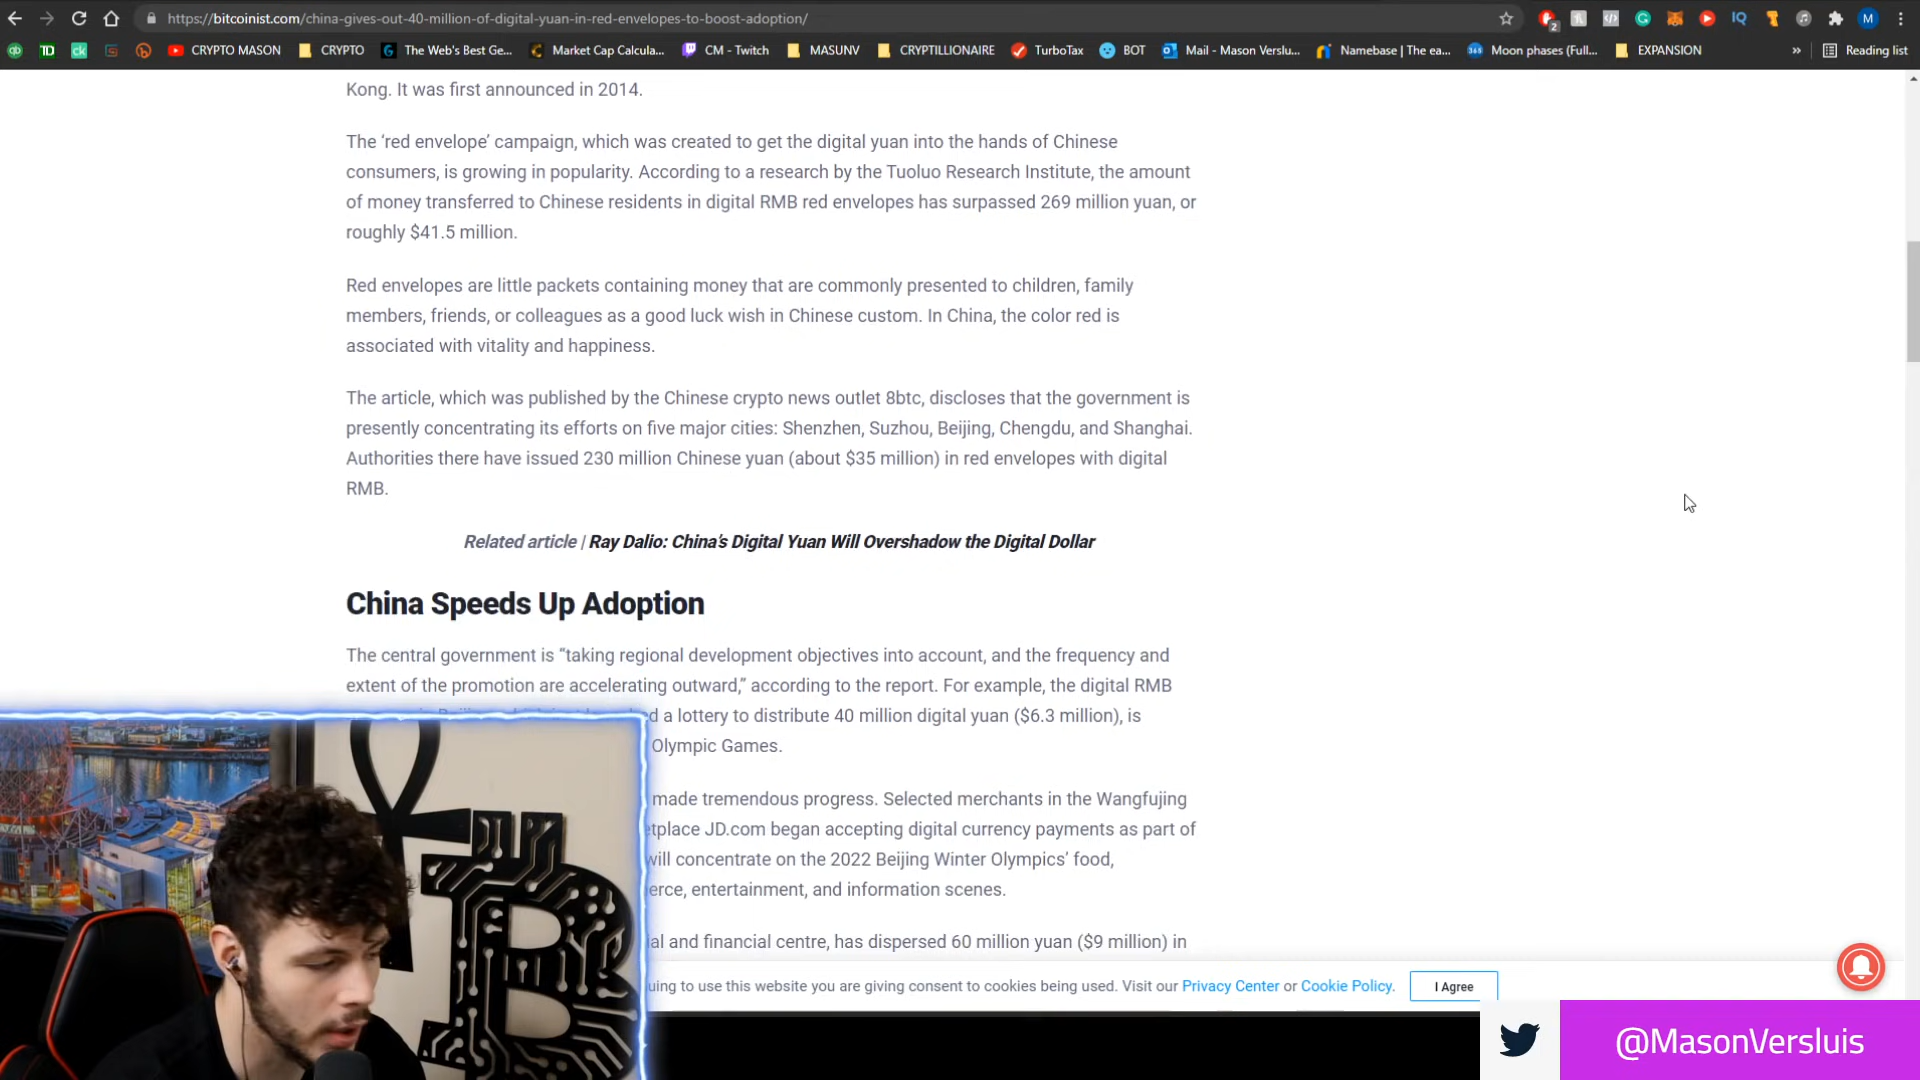 https://bitcoinist.com/china-gives-out-40-million-of-digital-yuan-in-red-envelopes-to-boost-adoption/
CRYPTO MASON CRYPTO The Web's Best Ge... Market Cap Calcula... CM - Twitch MASUNV CRYPTILLIONAIRE TurboTax BOT Mail - Mason Verslu... Namebase | The ea... Moon phases (Full... EXPANSION » Reading list
Kong. It was first announced in 2014.
The ‘red envelope’ campaign, which was created to get the digital yuan into the hands of Chinese
consumers, is growing in popularity. According to a research by the Tuoluo Research Institute, the amount
of money transferred to Chinese residents in digital RMB red envelopes has surpassed 269 million yuan, or
roughly $41.5 million.
Red envelopes are little packets containing money that are commonly presented to children, family
members, friends, or colleagues as a good luck wish in Chinese custom. In China, the color red is
associated with vitality and happiness.
The article, which was published by the Chinese crypto news outlet 8btc, discloses that the government is
presently concentrating its efforts on five major cities: Shenzhen, Suzhou, Beijing, Chengdu, and Shanghai.
Authorities there have issued 230 million Chinese yuan (about $35 million) in red envelopes with digital
RMB.
Related article | Ray Dalio: China’s Digital Yuan Will Overshadow the Digital Dollar
China Speeds Up Adoption
The central government is “taking regional development objectives into account, and the frequency and
extent of the promotion are accelerating outward,” according to the report. For example, the digital RMB
a lottery to distribute 40 million digital yuan ($6.3 million), is
Olympic Games.
made tremendous progress. Selected merchants in the Wangfujing
etplace JD.com began accepting digital currency payments as part of
will concentrate on the 2022 Beijing Winter Olympics’ food,
erce, entertainment, and information scenes.
and financial centre, has dispersed 60 million yuan ($9 million) in
uing to use this website you are giving consent to cookies being used. Visit our Privacy Center or Cookie Policy. I Agree
@MasonVersluis